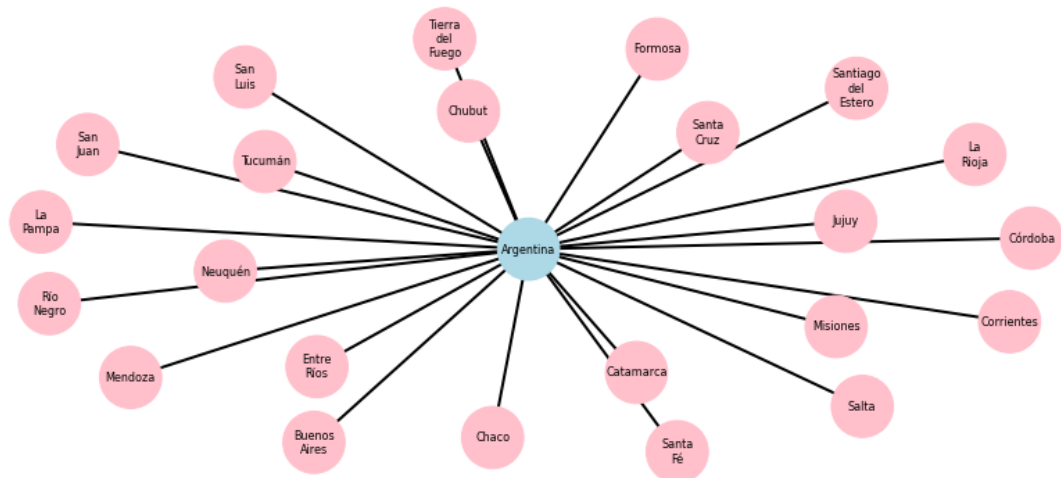 Tierra
del
Fuego
Formosa
San
Luis
Santiago
del
Estero
Chubut
Santa
Cruz
San
Juan
Tucumán
La
Rioja
La
Pampa
Jujuy
Córdoba
Argentina
Neuquén
Río
Negro
Corrientes
Misiones
Entre
Ríos
Catamarca
Mendoza
Salta
Chaco
Buenos
Aires
Santa
Fé